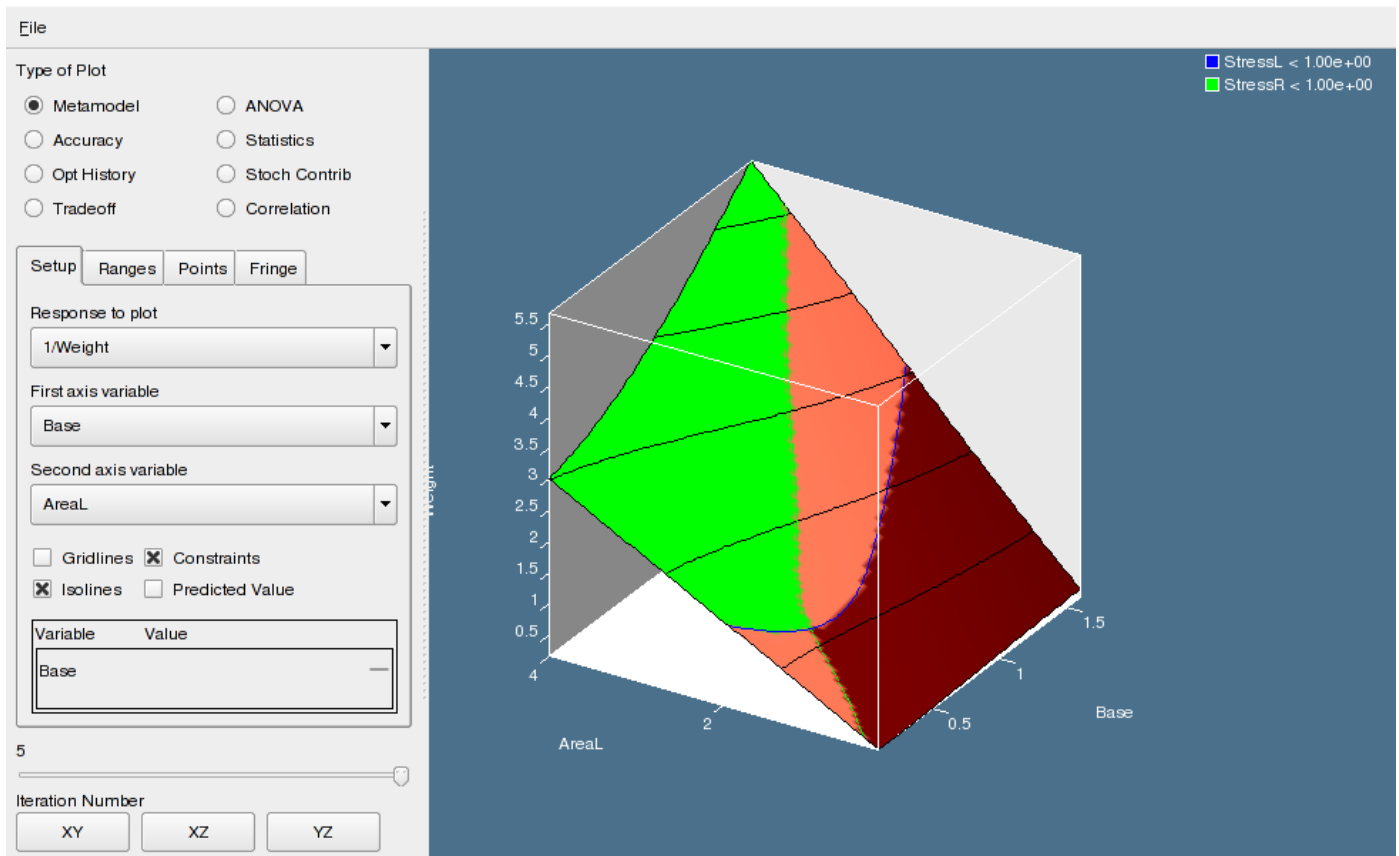 File
Type of Plot
Metamodel
ANOVA
Accuracy
Statistics
Opt History
Stoch Contrib
Tradeoff
Correlation
Setup
Ranges
Points
Fringe
Response to plot
1/Weight
First axis variable
Base
Second axis variable
AreaL
Gridlines
Constraints
Isolines
Predicted Value
Variable Value
Base
5
Iteration Number
XY
XZ
YZ
StressL < 1.00e+00
StressR < 1.00e+00
5.5
5
4.5
4
3.5
3
2.5
2
1.5
1
0.5
4
2
AreaL
0.5
1
1.5
Base